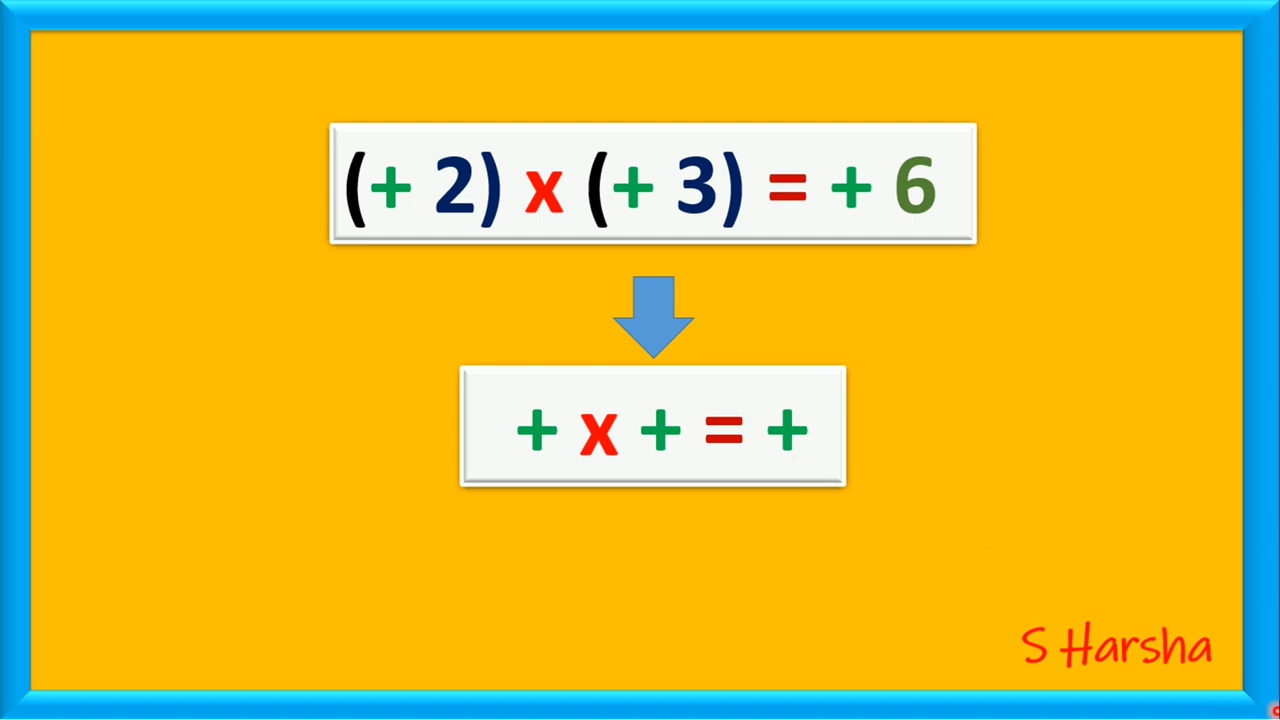 (+ 2) x (+ 3) = + 6
+ x + = +
S Harsha